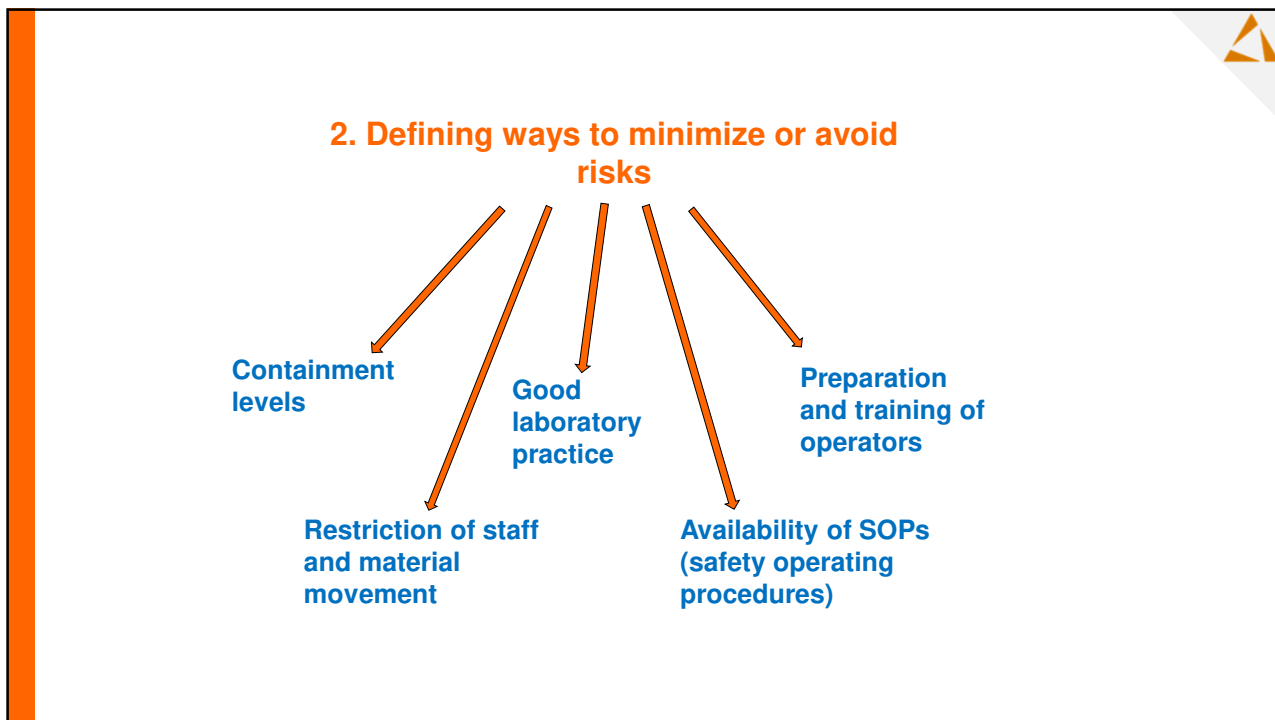 2. Defining ways to minimize or avoid
risks
Containment
levels
Good
laboratory
practice
Preparation
and training of
operators
Restriction of staff
and material
movement
Availability of SOPs
(safety operating
procedures)